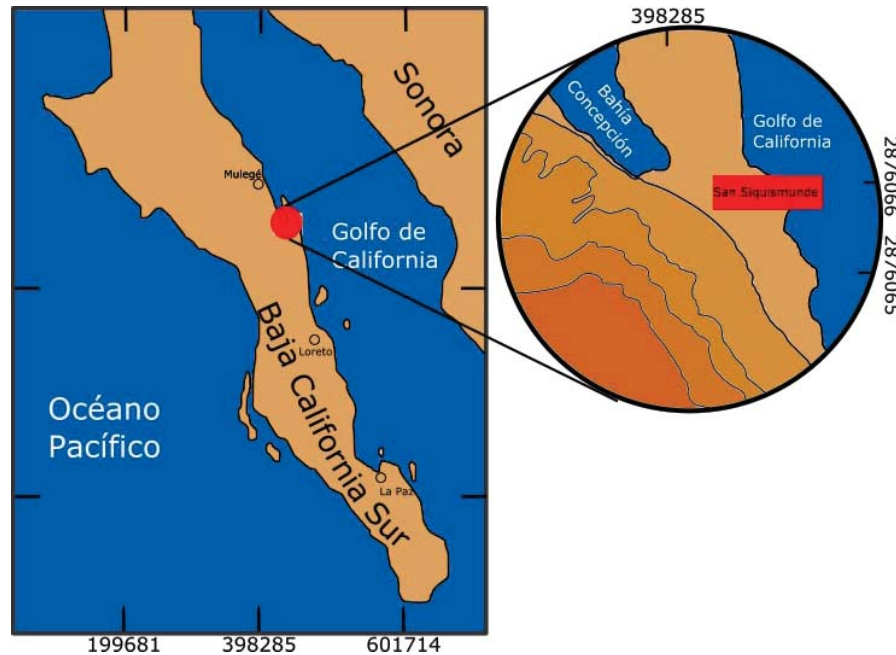 398285
Sonora
Bahía
Concepción
Golfo de
California
Mulegé
San Siquismunde
2876066
2876065
Golfo de
California
Baja California Sur
Loreto
Océano
Pacífico
La Paz
199681
398285
601714